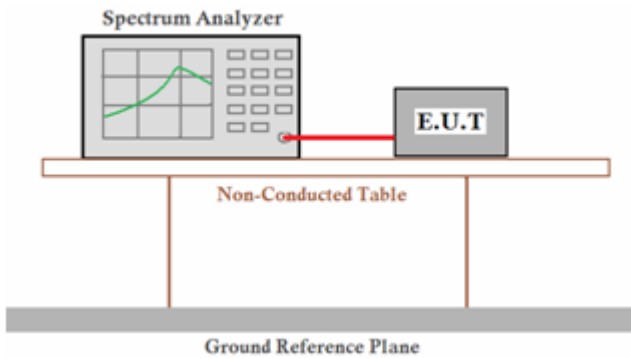 Spectrum Analyzer
E.U.T
Non-Conducted Table
Ground Reference Plane